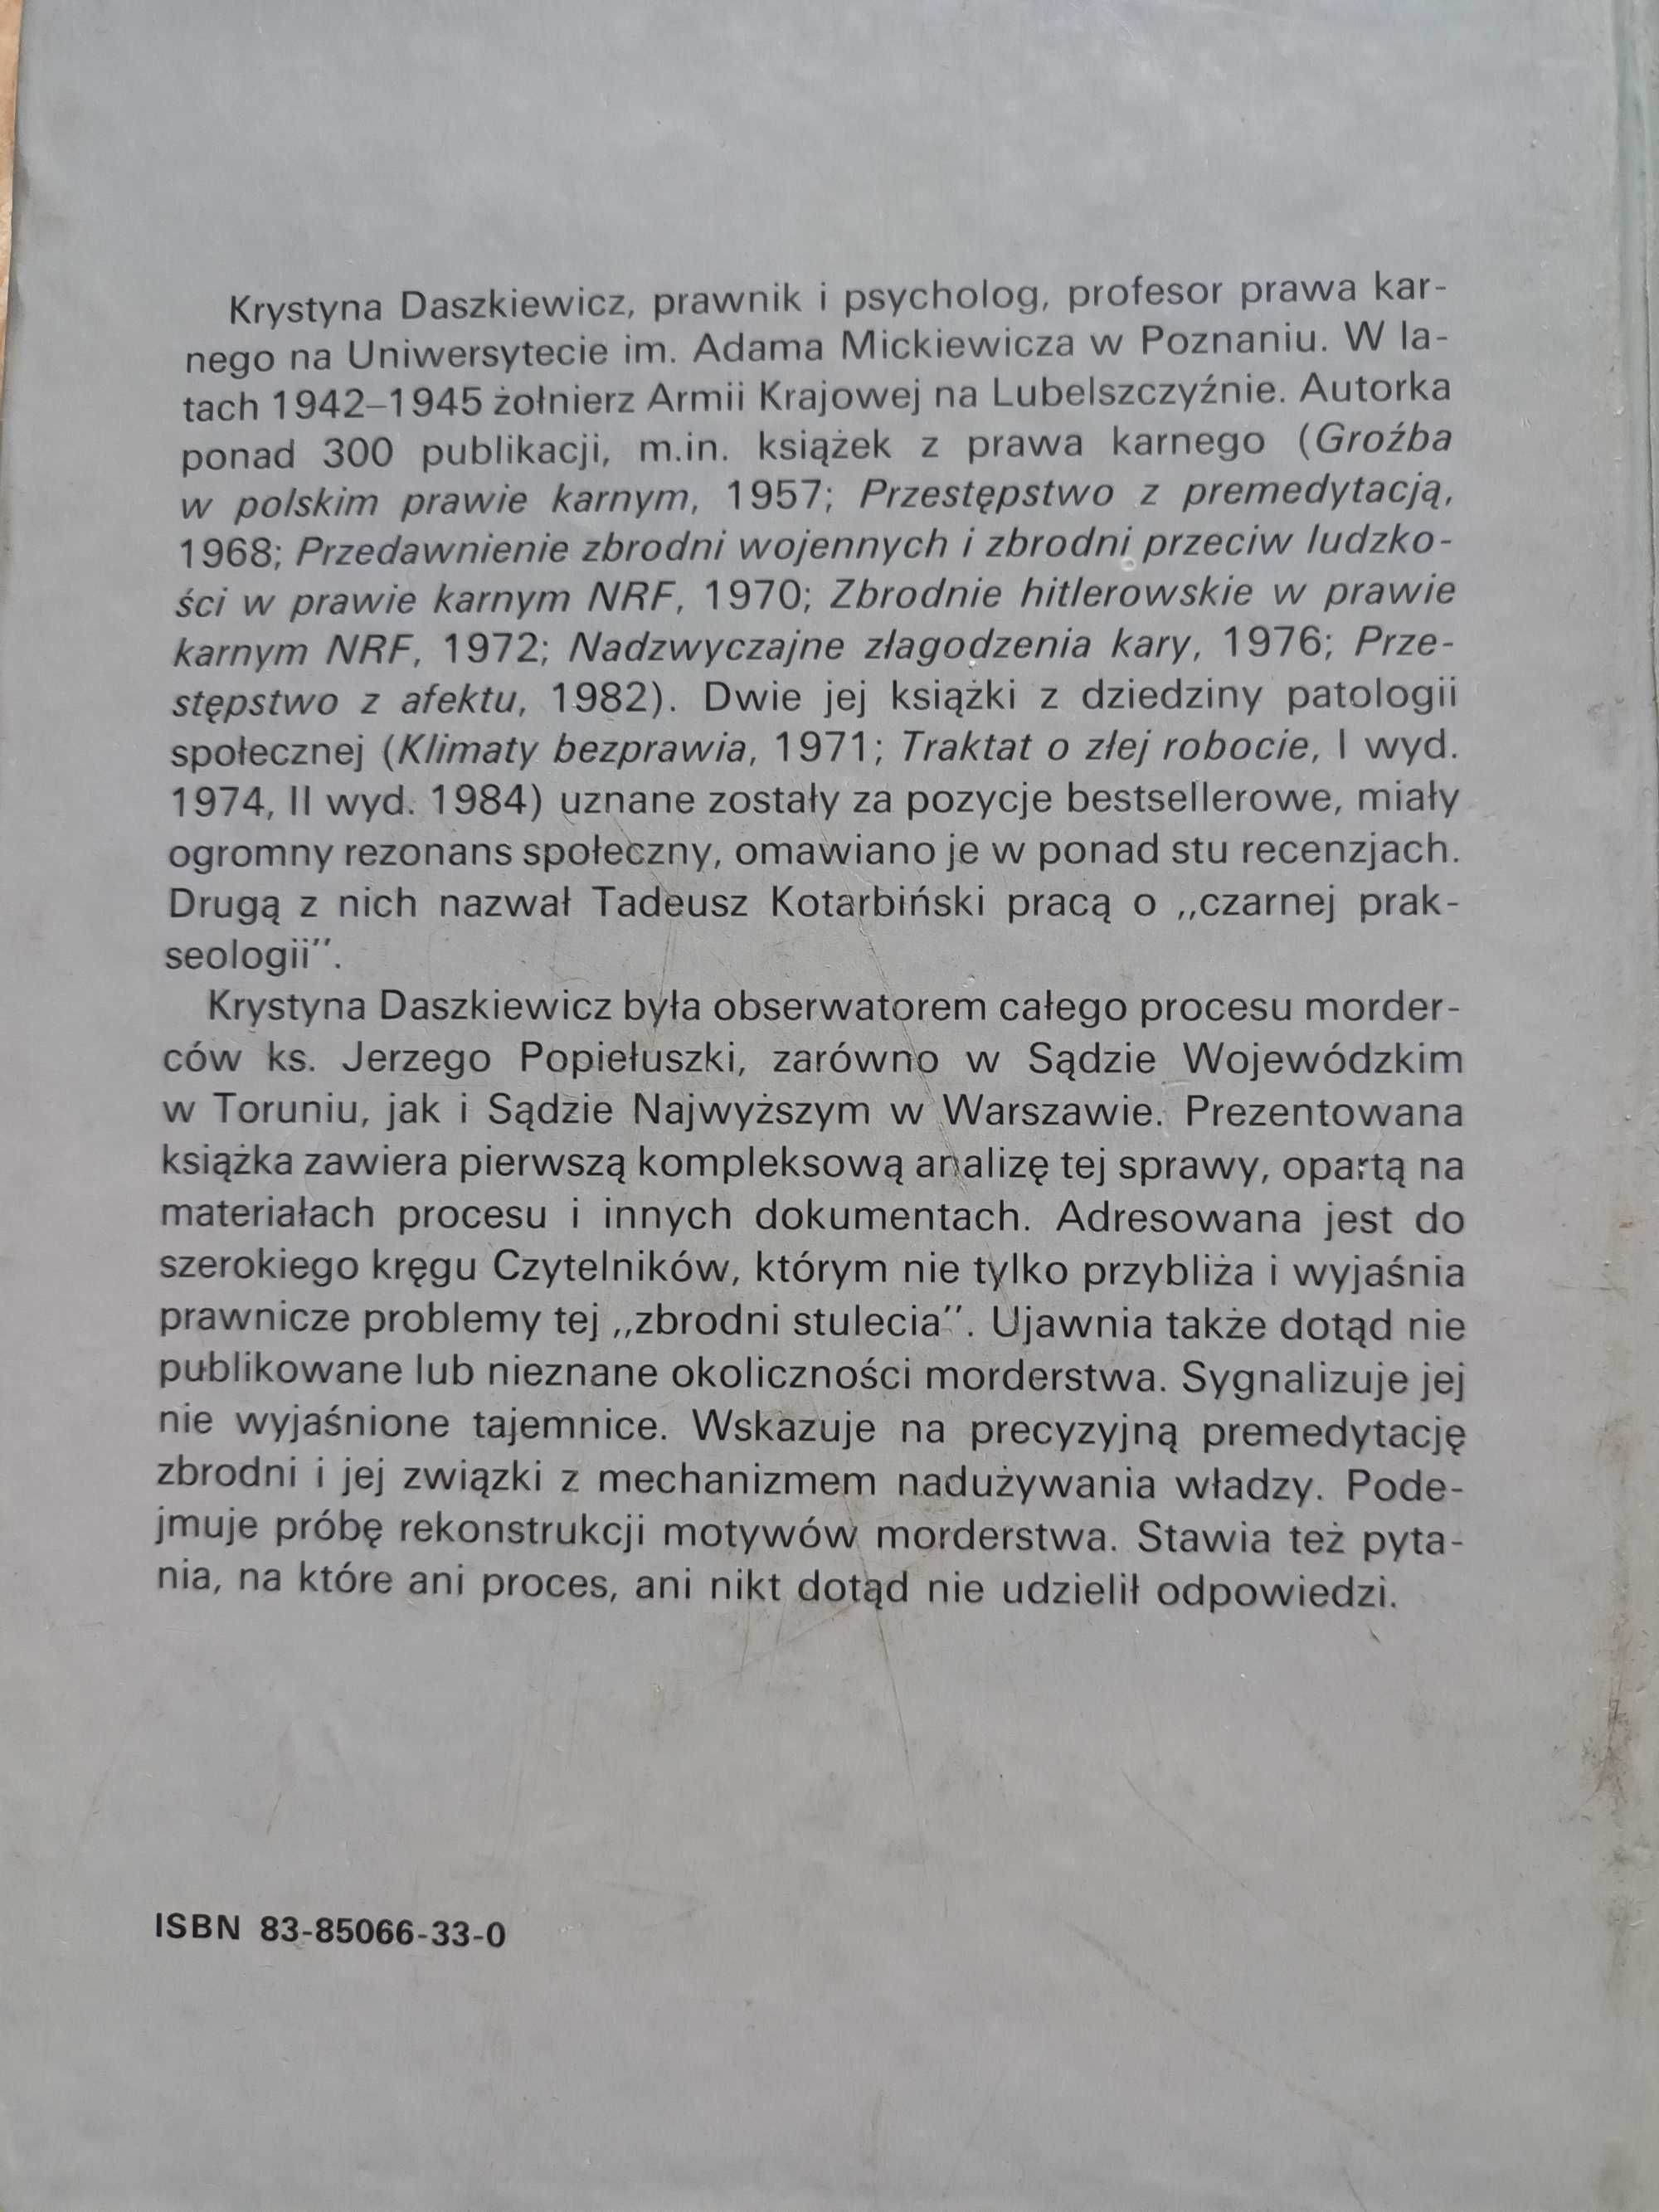 Krystyna Daszkiewicz, prawnik i psycholog, profesor prawa kar-
nego na Uniwersytecie im. Adama Mickiewicza w Poznaniu. W la-
tach 1942–1945 żołnierz Armii Krajowej na Lubelszczyźnie. Autorka
ponad 300 publikacji, m.in. książek z prawa karnego (Groźba
w polskim prawie karnym, 1957; Przestępstwo z premedytacją,
1968; Przedawnienie zbrodni wojennych i zbrodni przeciw ludzko-
ści w prawie karnym NRF, 1970; Zbrodnie hitlerowskie w prawie
karnym NRF, 1972; Nadzwyczajne złagodzenia kary, 1976; Prze-
stępstwo z afektu, 1982). Dwie jej książki z dziedziny patologii
społecznej (Klimaty bezprawia, 1971; Traktat o złej robocie, I wyd.
1974, II wyd. 1984) uznane zostały za pozycje bestsellerowe, miały
ogromny rezonans społeczny, omawiano je w ponad stu recenzjach.
Drugą z nich nazwał Tadeusz Kotarbiński pracą o ,,czarnej prak-
seologii''.
Krystyna Daszkiewicz była obserwatorem całego procesu morder-
ców ks. Jerzego Popiełuszki, zarówno w Sądzie Wojewódzkim
w Toruniu, jak i Sądzie Najwyższym w Warszawie. Prezentowana
książka zawiera pierwszą kompleksową analizę tej sprawy, opartą na
materiałach procesu i innych dokumentach. Adresowana jest do
szerokiego kręgu Czytelników, którym nie tylko przybliża i wyjaśnia
prawnicze problemy tej ,,zbrodni stulecia''. Ujawnia także dotąd nie
publikowane lub nieznane okoliczności morderstwa. Sygnalizuje jej
nie wyjaśnione tajemnice. Wskazuje na precyzyjną premedytację
zbrodni i jej związki z mechanizmem nadużywania władzy. Pode-
jmuje próbę rekonstrukcji motywów morderstwa. Stawia też pyta-
nia, na które ani proces, ani nikt dotąd nie udzielił odpowiedzi.
ISBN 83-85066-33-0